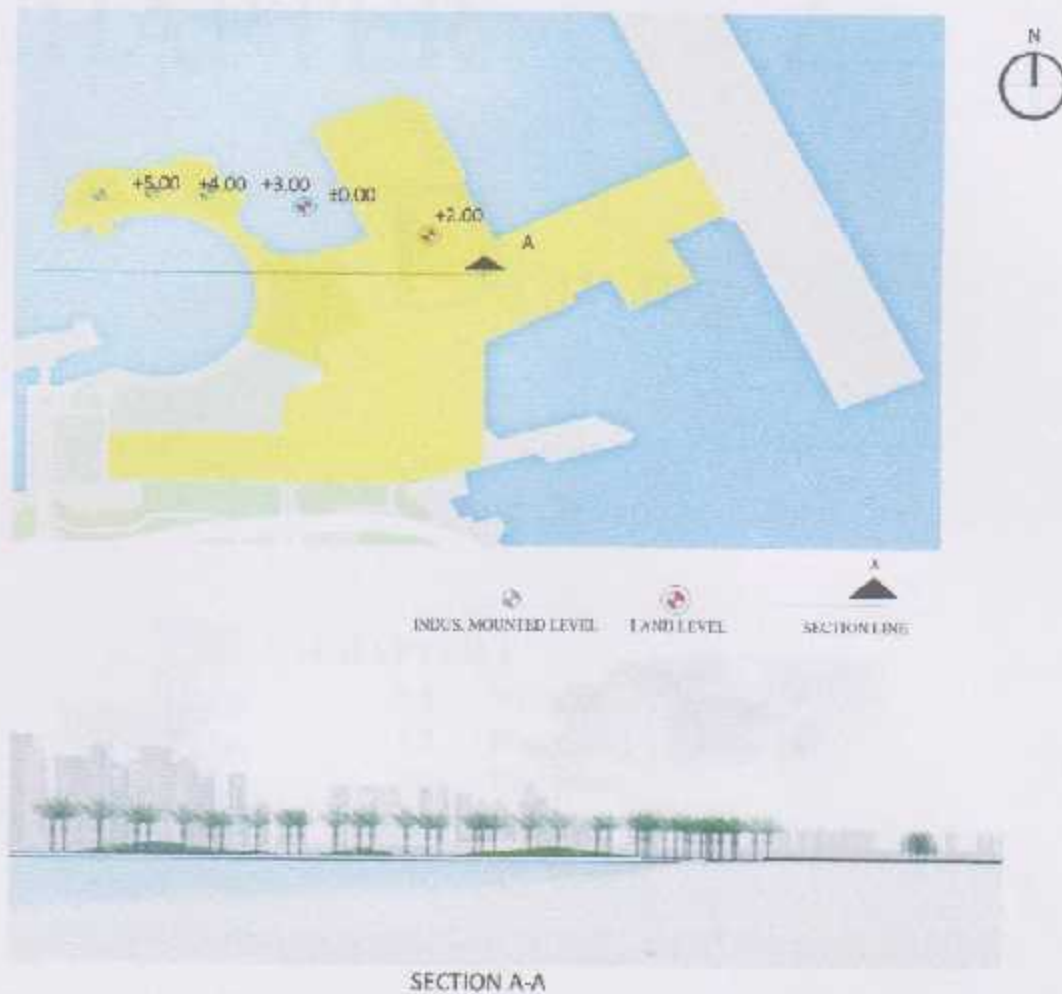 N
+5.00 +4.00 +3.00 ±0.00
+2.00
A
A
INDUS. MOUNTED LEVEL LAND LEVEL SECTION LINE
SECTION A-A